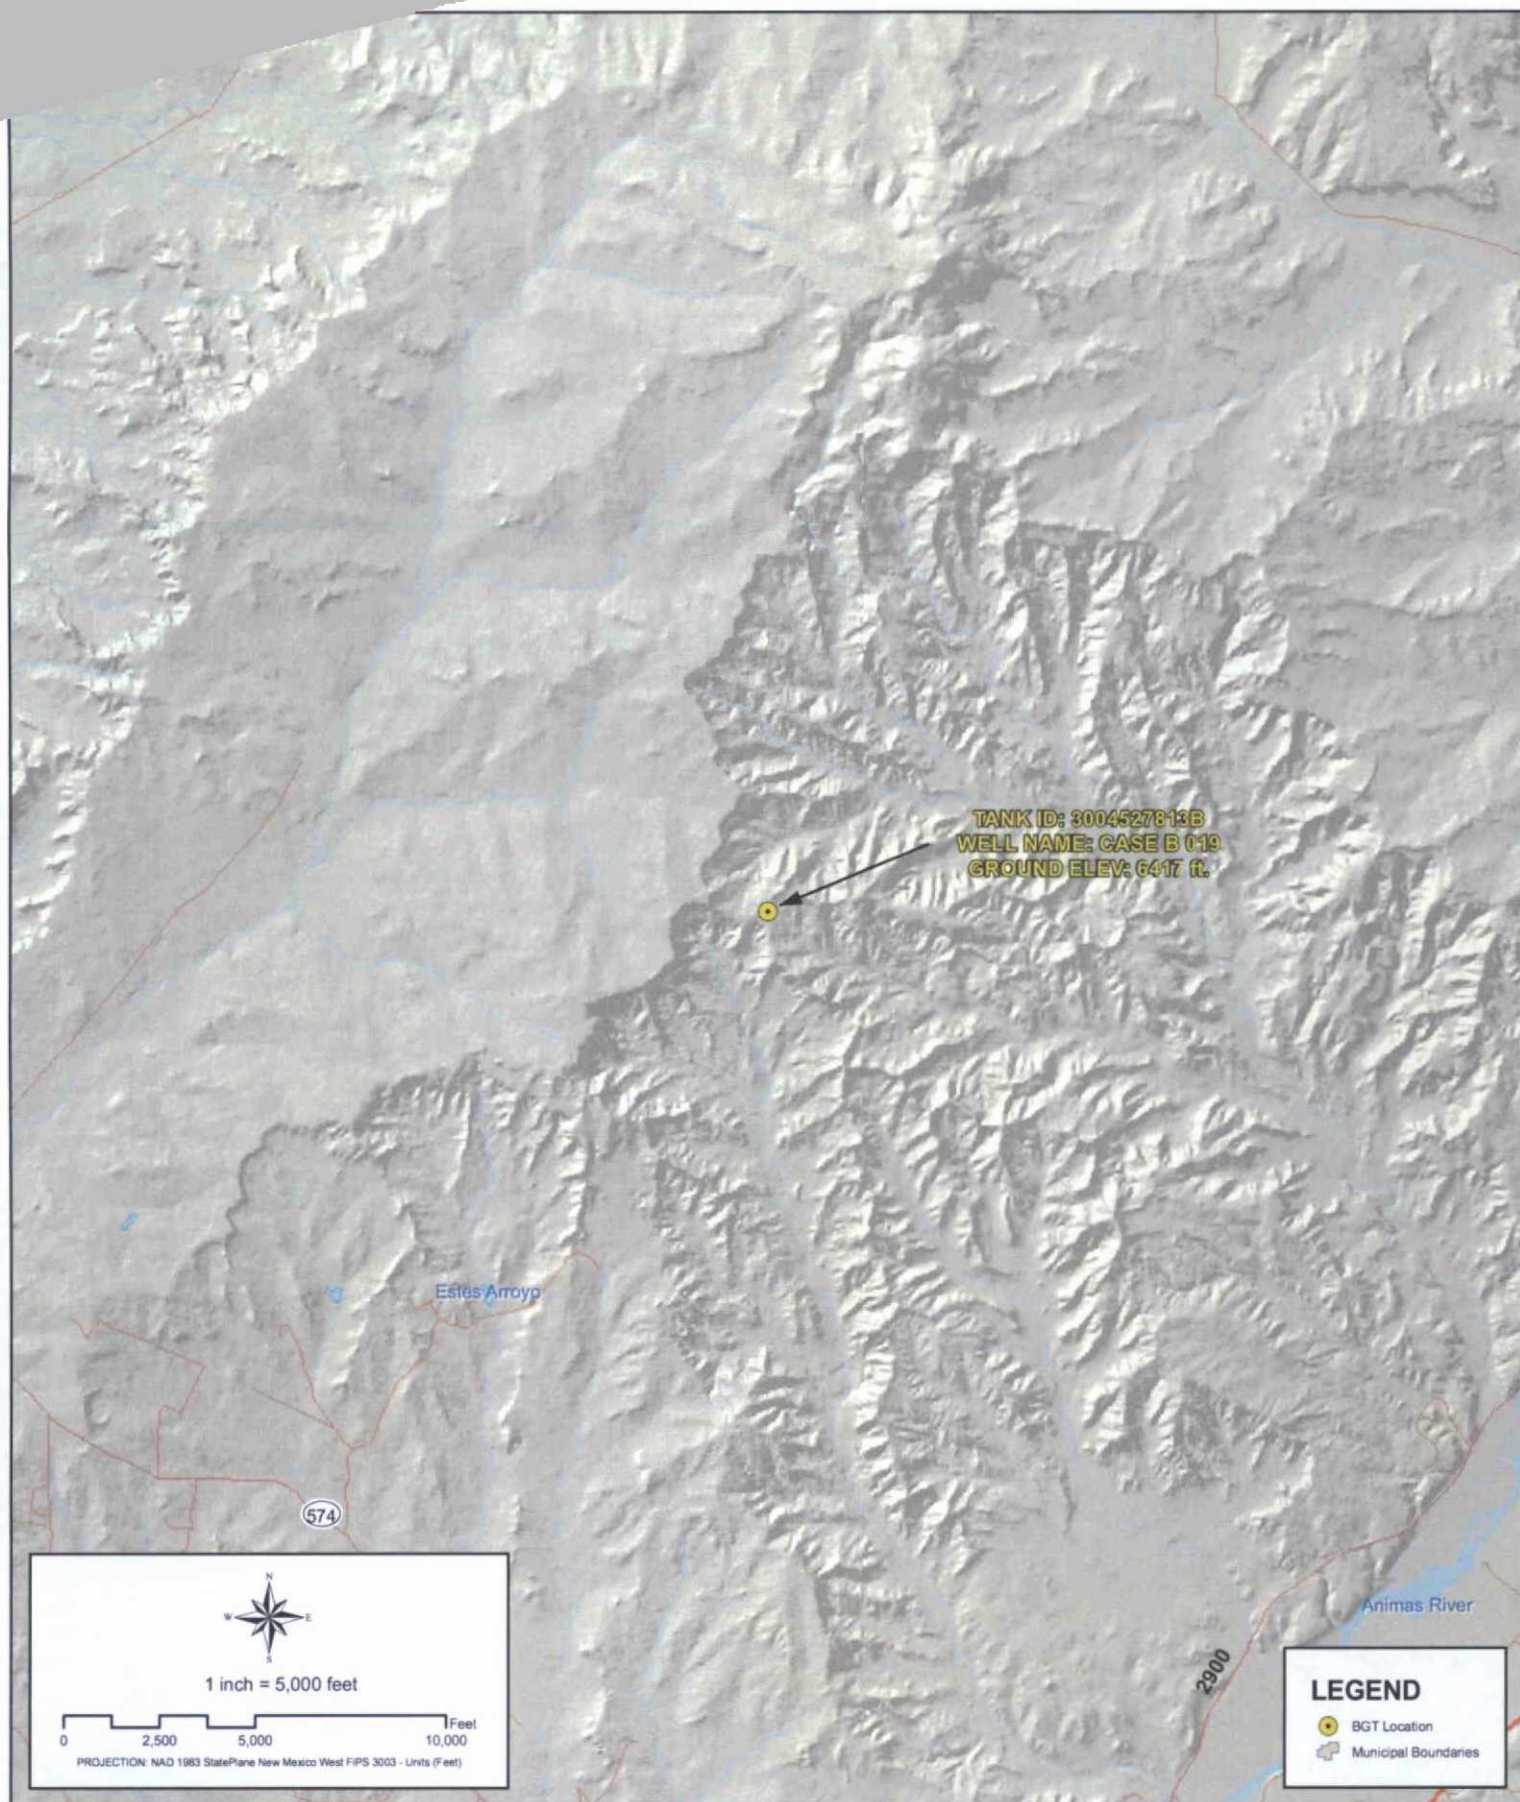 TANK ID: 3004527813B
WELL NAME: CASE B 019
GROUND ELEV: 6417 ft.
Estes Arroyo
574
N
W E
S
1 inch = 5,000 feet
Feet
0 2,500 5,000 10,000
PROJECTION: NAD 1983 StatePlane New Mexico West FIPS 3003 - Units (Feet)
Animas River
2900
LEGEND
BGT Location
Municipal Boundaries